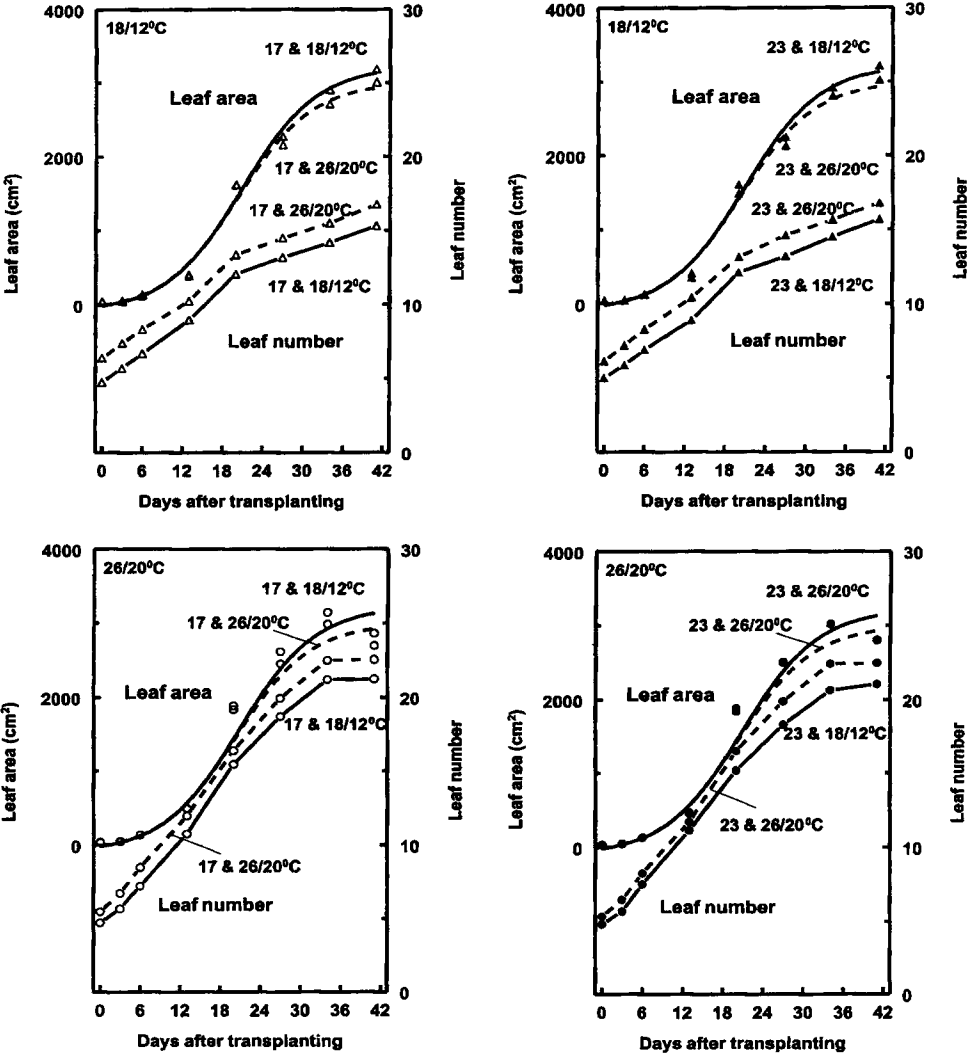 4000
30
18/12⁰C
17 & 18/12⁰C
Leaf area
2000
20
17 & 26/20⁰C
17 & 26/20⁰C
Leaf area (cm²)
Leaf number
17 & 18/12⁰C
0
10
Leaf number
0
0 6 12 18 24 30 36 42
Days after transplanting
4000
30
18/12⁰C
23 & 18/12⁰C
Leaf area
2000
20
23 & 26/20⁰C
23 & 26/20⁰C
Leaf area (cm²)
Leaf number
23 & 18/12⁰C
0
10
Leaf number
0
0 6 12 18 24 30 36 42
Days after transplanting
4000
30
26/20⁰C
17 & 18/12⁰C
17 & 26/20⁰C
Leaf area
2000
20
17 & 18/12⁰C
Leaf area (cm²)
Leaf number
0
10
17 & 26/20⁰C
Leaf number
0
0 6 12 18 24 30 36 42
Days after transplanting
4000
30
26/20⁰C
23 & 26/20⁰C
23 & 26/20⁰C
Leaf area
2000
20
23 & 18/12⁰C
Leaf area (cm²)
Leaf number
23 & 26/20⁰C
0
10
Leaf number
0
0 6 12 18 24 30 36 42
Days after transplanting